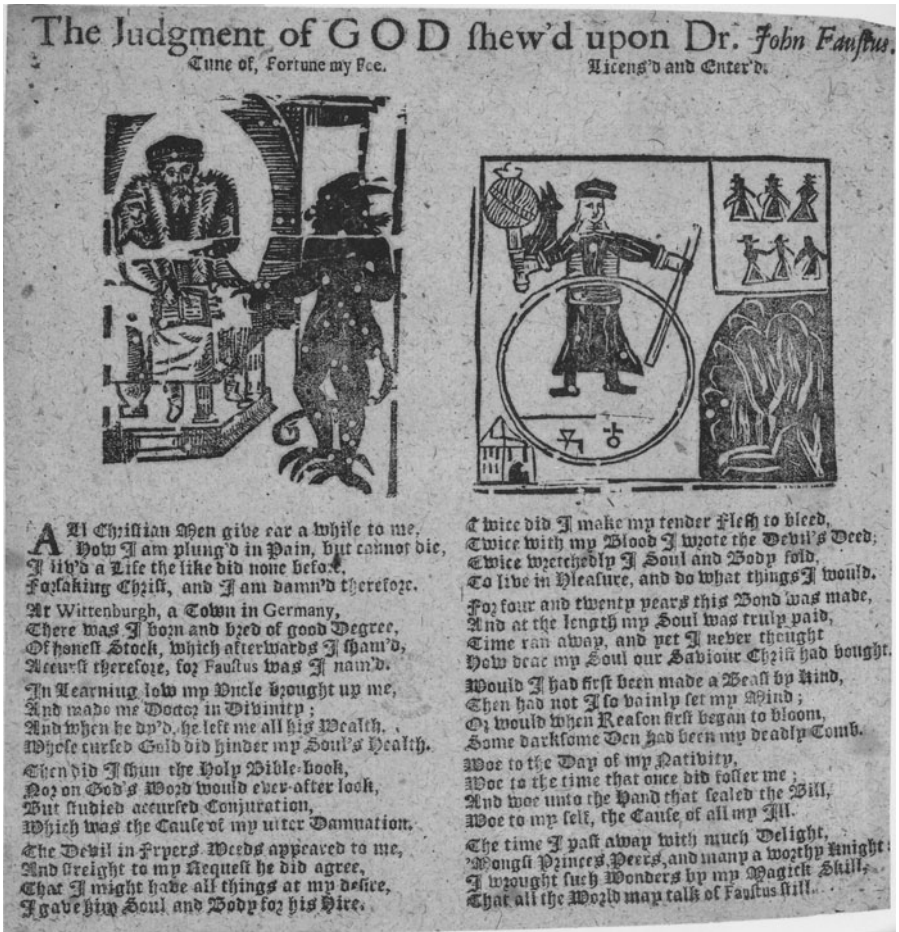 The Judgment of GOD shew'd upon Dr. John Faustus.
Tune of, Fortune my Foe.
Licens'd and Enter'd.
All Christian Men give ear a while to me,
How I am plung'd in Pain, but cannot die,
I liv'd a Life the like did none before,
Forsaking Christ, and I am damn'd therefore.
At Wittenburgh, a Town in Germany,
There was I born and bred of good Degree,
Of honest Stock, which afterwards I sham'd,
Accurst therefore, for Faustus was I nam'd.
In Learning low my Uncle brought up me,
And made me Doctor in Divinity;
And when he dy'd, he left me all his Wealth,
Whose cursed Gold did hinder my Soul's Health.
Then did I shun the Holy Bible-book,
Nor on God's Word would ever after look,
But studied accursed Conjuration,
Which was the Cause of my utter Damnation.
The Devil in Fryers Weeds appeared to me,
And streight to my Request he did agree,
That I might have all things at my desire,
I gave him Soul and Body for his Hire.
Twice did I make my tender Flesh to bleed,
Twice with my Blood I wrote the Devil's Deed;
Twice wretchedly I Soul and Body sold,
To live in Pleasure, and do what things I would.
For four and twenty years this Bond was made,
And at the length my Soul was truly paid,
Time ran away, and yet I never thought
How dear my Soul our Saviour Christ had bought.
Would I had first been made a Beast by Kind,
Then had not I so vainly set my Mind;
Or would when Reason first began to bloom,
Some darksome Den had been my deadly Tomb.
Woe to the Day of my Nativity,
Woe to the time that once did foster me;
And woe unto the Hand that sealed the Bill,
Woe to my self, the Cause of all my Ill.
The time I past away with much Delight,
'Mongst Princes, Peers, and many a worthy Knight:
I wrought such Wonders by my Magick Skill,
That all the World may talk of Faustus still.